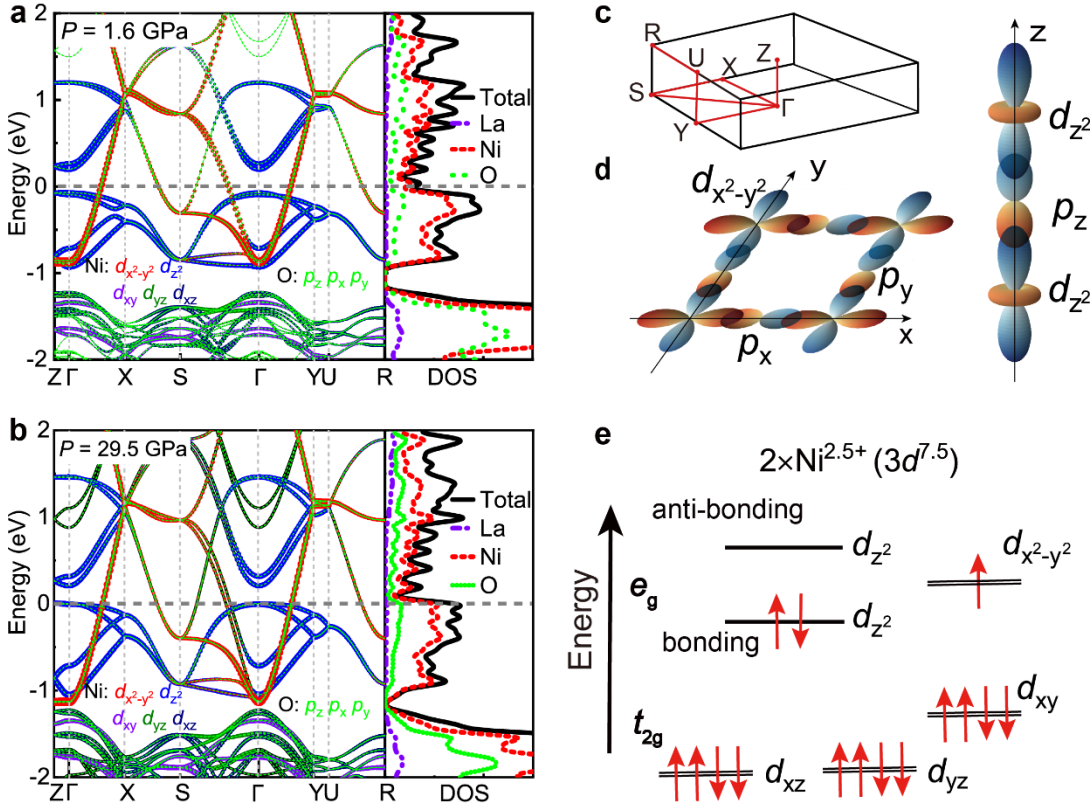 a
P = 1.6 GPa
Energy (eV)
2
1
0
-1
-2
Ni: dx²-y² dz²
dxy dyz dxz
O: pz px py
Total
La
Ni
O
Z Γ X S Γ Y U R DOS
b
P = 29.5 GPa
Energy (eV)
2
1
0
-1
-2
Ni: dx²-y² dz²
dxy dyz dxz
O: pz px py
Total
La
Ni
O
Z Γ X S Γ Y U R DOS
c
R
U
X
Z
S
Γ
Y
d
dx²-y²
y
py
px
x
z
dz²
pz
dz²
e
2×Ni2.5+ (3d7.5)
anti-bonding
dz²
dx²-y²
eg
bonding
dz²
Energy
t2g
dxy
dxz
dyz